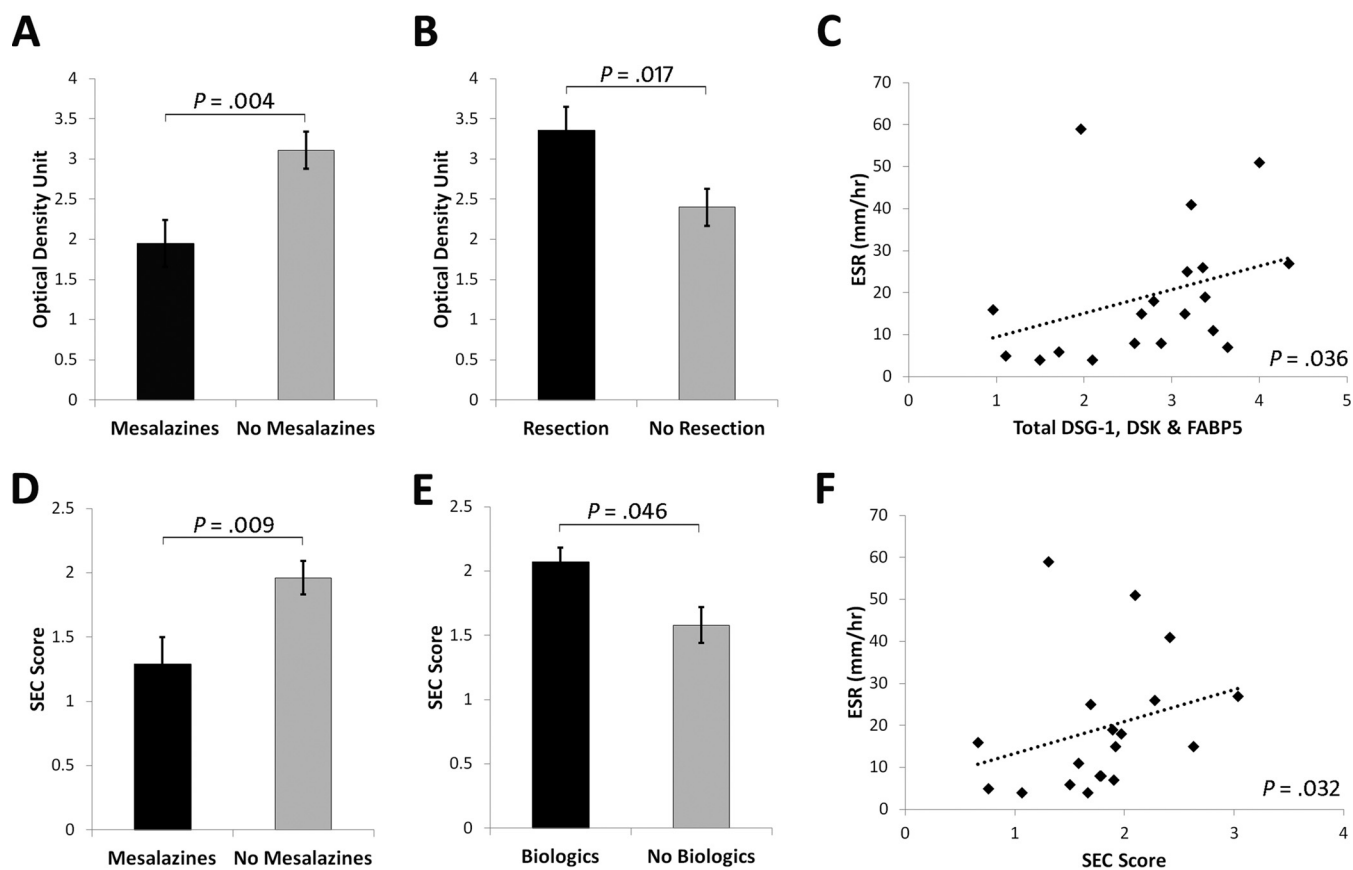 A
Optical Density Unit
4
3.5
3
2.5
2
1.5
1
0.5
0
P = .004
Mesalazines
No Mesalazines
B
Optical Density Unit
4
3.5
3
2.5
2
1.5
1
0.5
0
P = .017
Resection
No Resection
C
ESR (mm/hr)
70
60
50
40
30
20
10
0
P = .036
0 1 2 3 4 5
Total DSG-1, DSK & FABP5
D
SEC Score
2.5
2
1.5
1
0.5
0
P = .009
Mesalazines
No Mesalazines
E
SEC Score
2.5
2
1.5
1
0.5
0
P = .046
Biologics
No Biologics
F
ESR (mm/hr)
70
60
50
40
30
20
10
0
P = .032
0 1 2 3 4
SEC Score